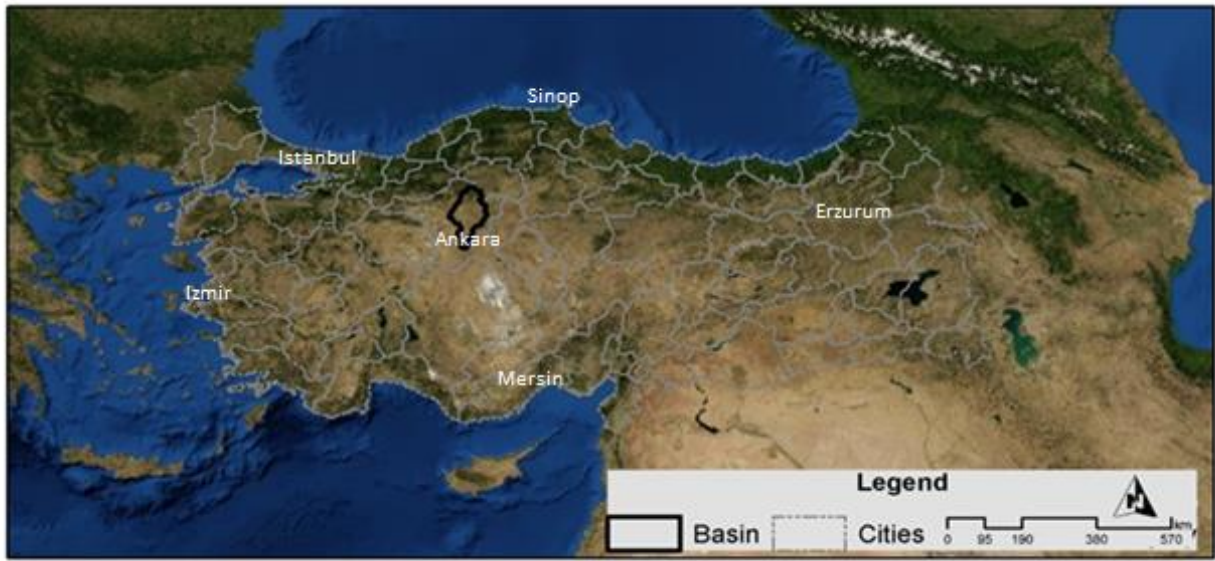 Sinop
Istanbul
Erzurum
Ankara
Izmir
Mersin
Legend
Basin
Cities
km
0 95 190 380 570